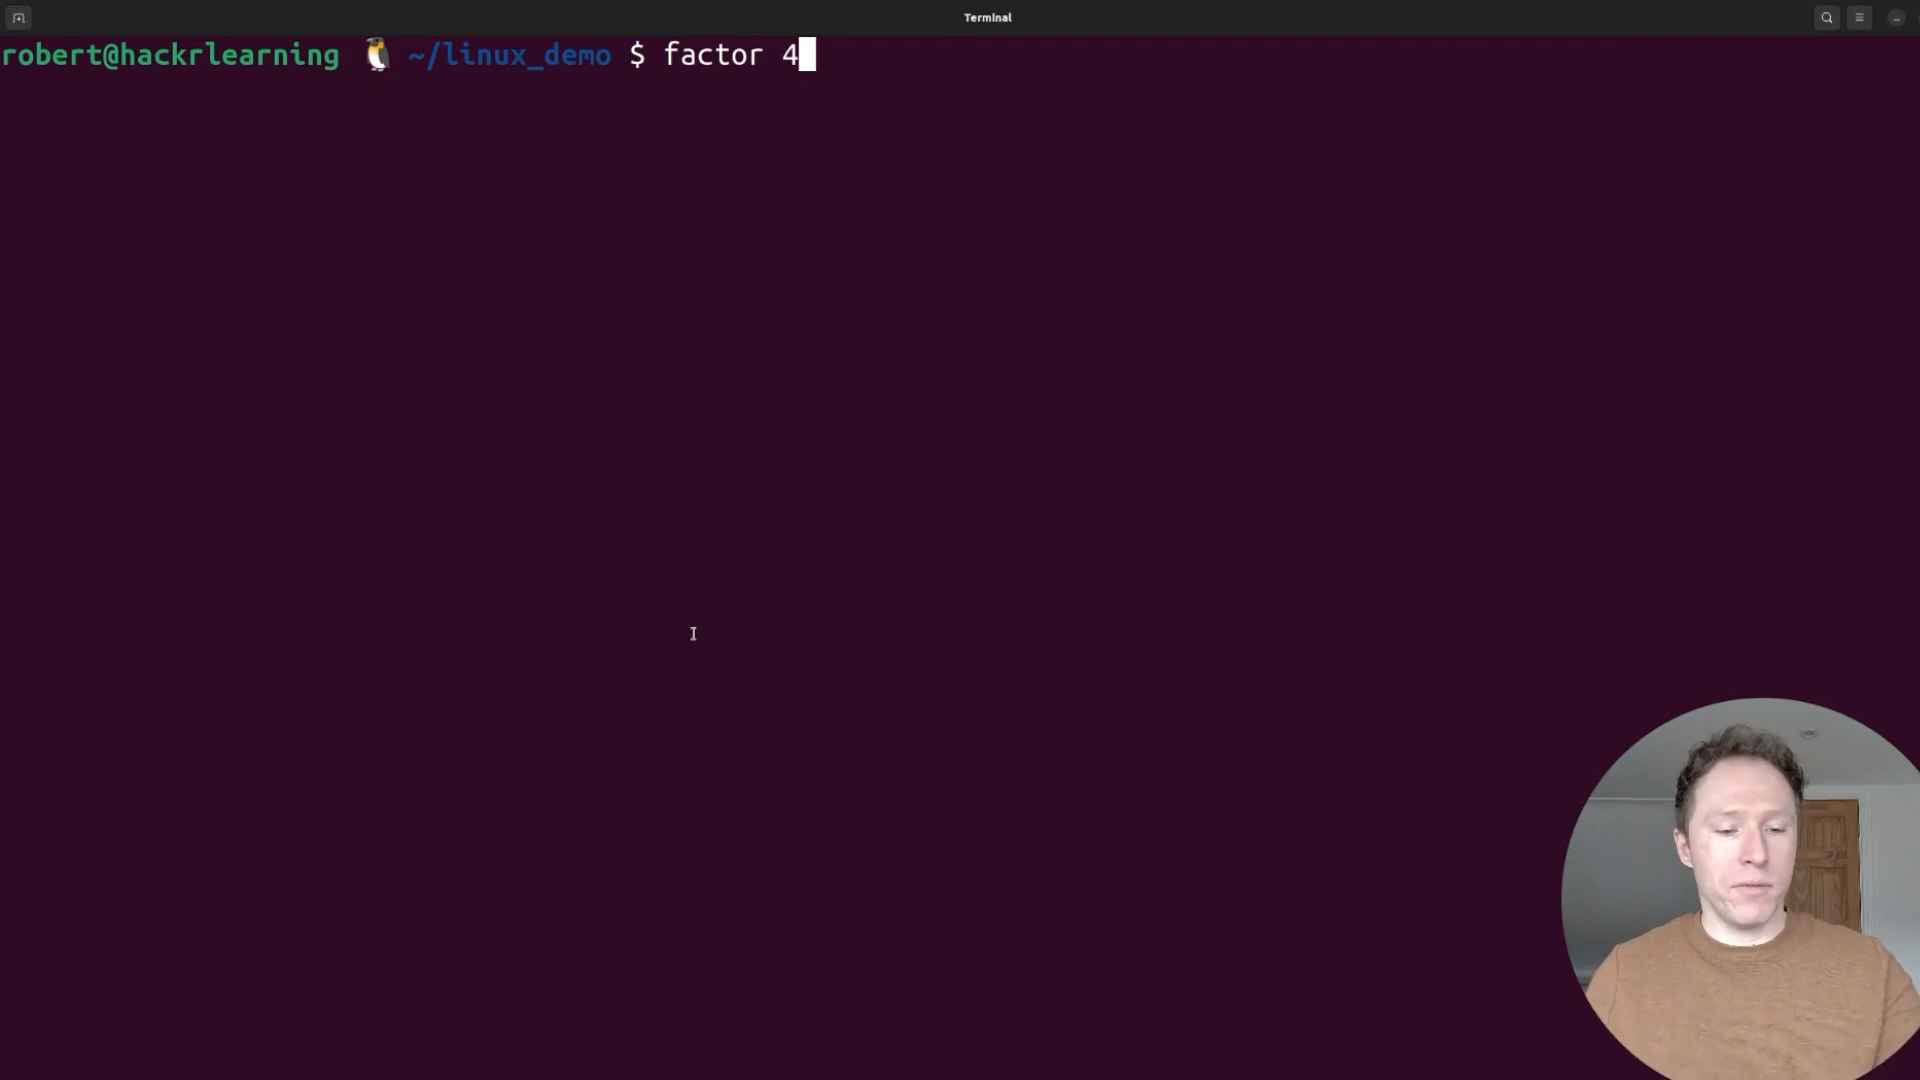 Terminal
robert@hackrlearning 🐧 ~/linux_demo $ factor 4